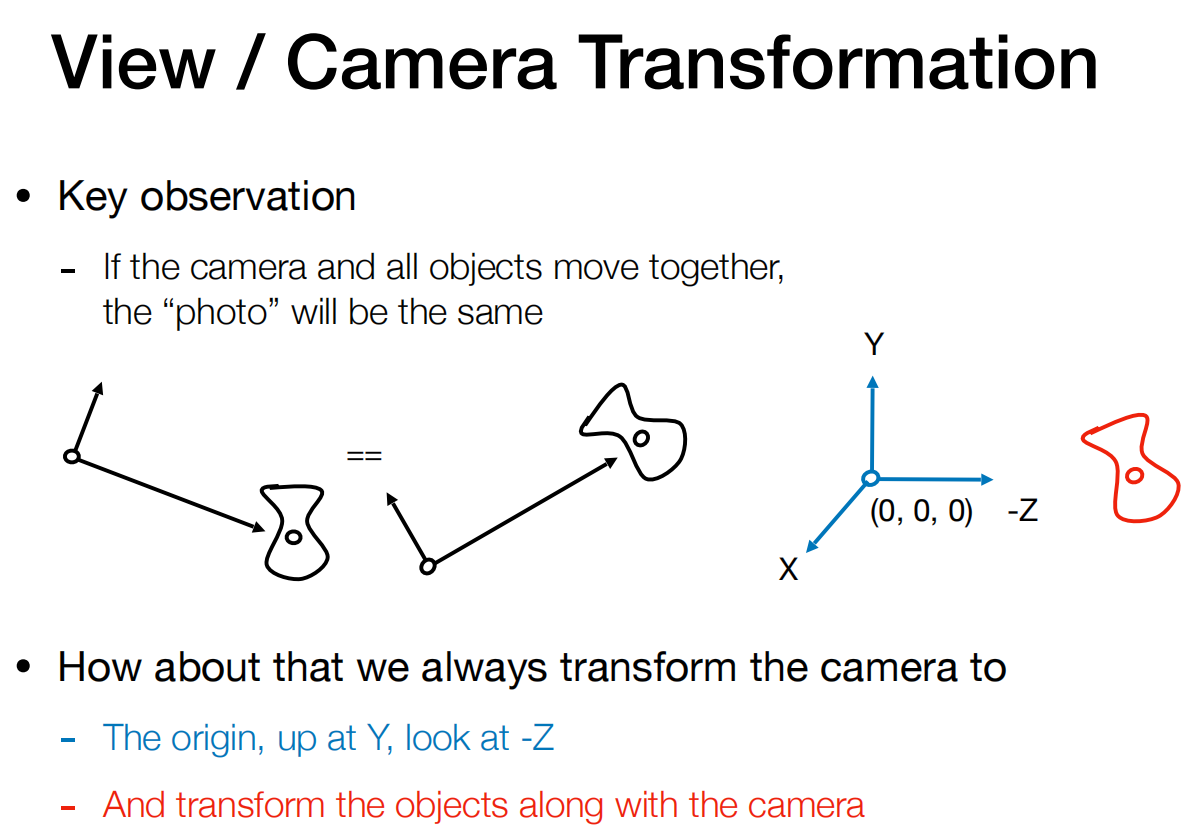 View / Camera Transformation
• Key observation
- If the camera and all objects move together,
the “photo” will be the same
==
Y
(0, 0, 0)
-Z
X
• How about that we always transform the camera to
- The origin, up at Y, look at -Z
- And transform the objects along with the camera